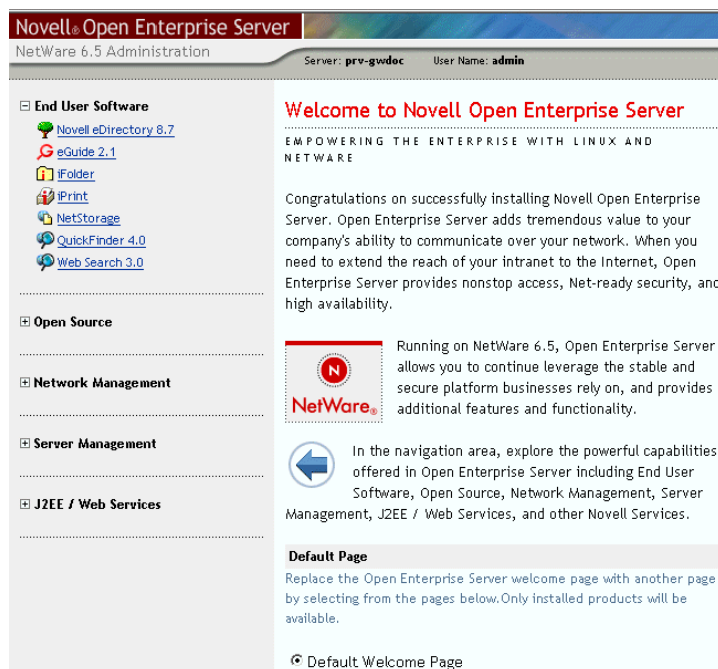 Novell® Open Enterprise Server
NetWare 6.5 Administration
Server: prv-gwdoc User Name: admin
End User Software
Novell eDirectory 8.7
eGuide 2.1
iFolder
iPrint
NetStorage
QuickFinder 4.0
Web Search 3.0
Open Source
Network Management
Server Management
J2EE / Web Services
Welcome to Novell Open Enterprise Server
EMPOWERING THE ENTERPRISE WITH LINUX AND
NETWARE
Congratulations on successfully installing Novell Open Enterprise
Server. Open Enterprise Server adds tremendous value to your
company's ability to communicate over your network. When you
need to extend the reach of your intranet to the Internet, Open
Enterprise Server provides nonstop access, Net-ready security, and
high availability.
N
NetWare®
Running on NetWare 6.5, Open Enterprise Server
allows you to continue leverage the stable and
secure platform businesses rely on, and provides
additional features and functionality.
In the navigation area, explore the powerful capabilities
offered in Open Enterprise Server including End User
Software, Open Source, Network Management, Server
Management, J2EE / Web Services, and other Novell Services.
Default Page
Replace the Open Enterprise Server welcome page with another page
by selecting from the pages below.Only installed products will be
available.
Default Welcome Page